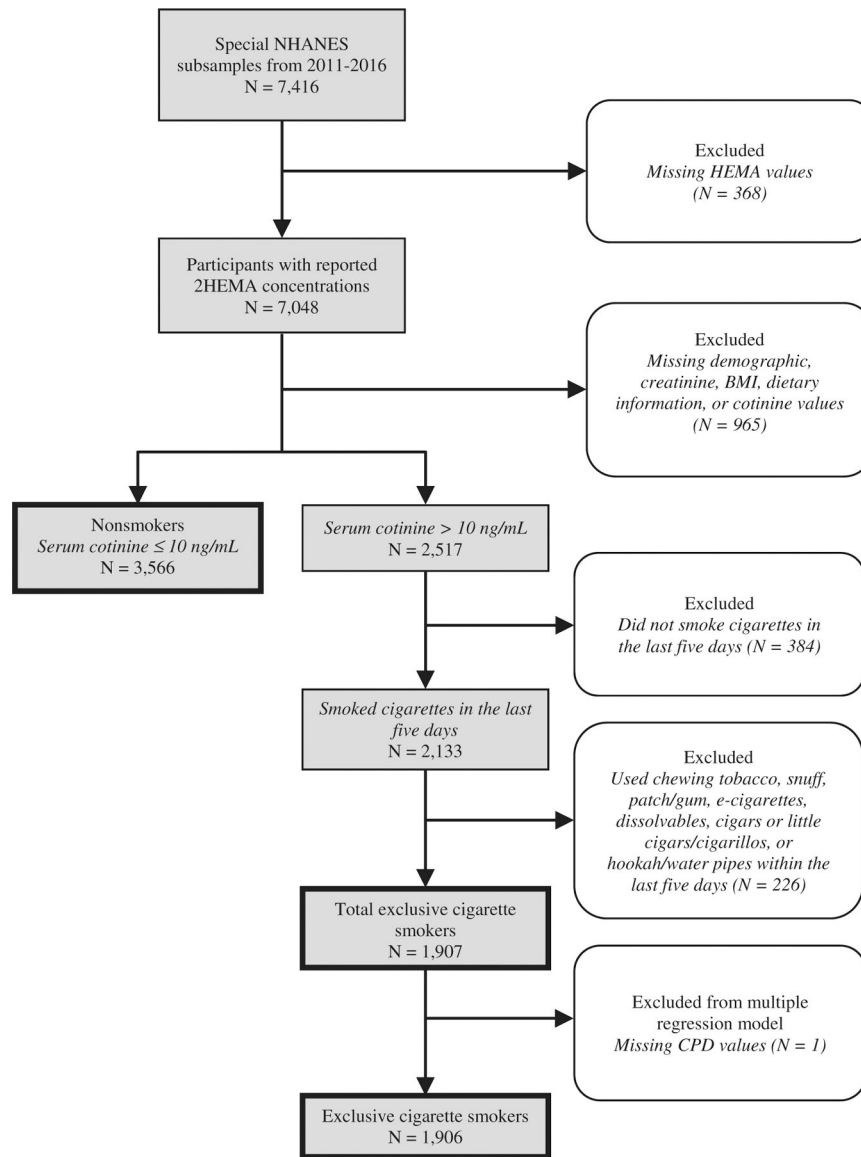 Special NHANES
subsamples from 2011-2016
N = 7,416
Excluded
Missing HEMA values
(N = 368)
Participants with reported
2HEMA concentrations
N = 7,048
Excluded
Missing demographic,
creatinine, BMI, dietary
information, or cotinine values
(N = 965)
Nonsmokers
Serum cotinine ≤ 10 ng/mL
N = 3,566
Serum cotinine > 10 ng/mL
N = 2,517
Excluded
Did not smoke cigarettes in
the last five days (N = 384)
Smoked cigarettes in the last
five days
N = 2,133
Excluded
Used chewing tobacco, snuff,
patch/gum, e-cigarettes,
dissolvables, cigars or little
cigars/cigarillos, or
hookah/water pipes within the
last five days (N = 226)
Total exclusive cigarette
smokers
N = 1,907
Excluded from multiple
regression model
Missing CPD values (N = 1)
Exclusive cigarette smokers
N = 1,906